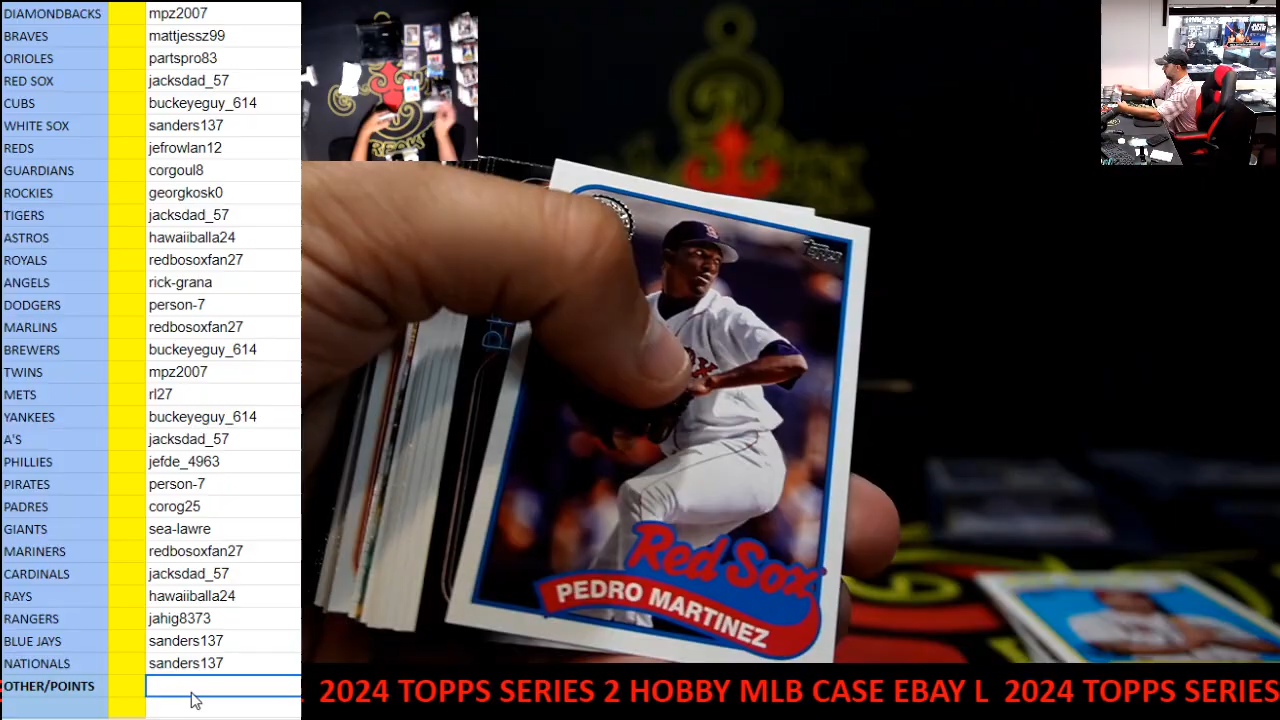 DIAMONDBACKS mpz2007
BRAVES mattjessz99
ORIOLES partspro83
RED SOX jacksdad_57
CUBS buckeyeguy_614
WHITE SOX sanders137
REDS jefrowlan12
GUARDIANS corgoul8
ROCKIES georgkosk0
TIGERS jacksdad_57
ASTROS hawaiiballa24
ROYALS redbosoxfan27
ANGELS rick-grana
DODGERS person-7
MARLINS redbosoxfan27
BREWERS buckeyeguy_614
TWINS mpz2007
METS rl27
YANKEES buckeyeguy_614
A'S jacksdad_57
PHILLIES jefde_4963
PIRATES person-7
PADRES corog25
GIANTS sea-lawre
MARINERS redbosoxfan27
CARDINALS jacksdad_57
RAYS hawaiiballa24
RANGERS jahig8373
BLUE JAYS sanders137
NATIONALS sanders137
OTHER/POINTS
Topps
Red Sox
PEDRO MARTINEZ
2024 TOPPS SERIES 2 HOBBY MLB CASE EBAY L 2024 TOPPS SERIES